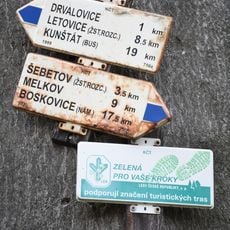 KČT
DRVALOVICE 1 km
LETOVICE (ŽST,ROZC.) 8,5 km
KUNŠTÁT (BUS) 19 km
ŠEBETOV (ŽST,ROZC.) 3,5 km
MELKOV 9 km
BOSKOVICE (NÁM.) 17,5 km
KČT
ZELENÁ
PRO VAŠE KROKY
LESY ČESKÉ REPUBLIKY, s. p.
podporují značení turistických tras